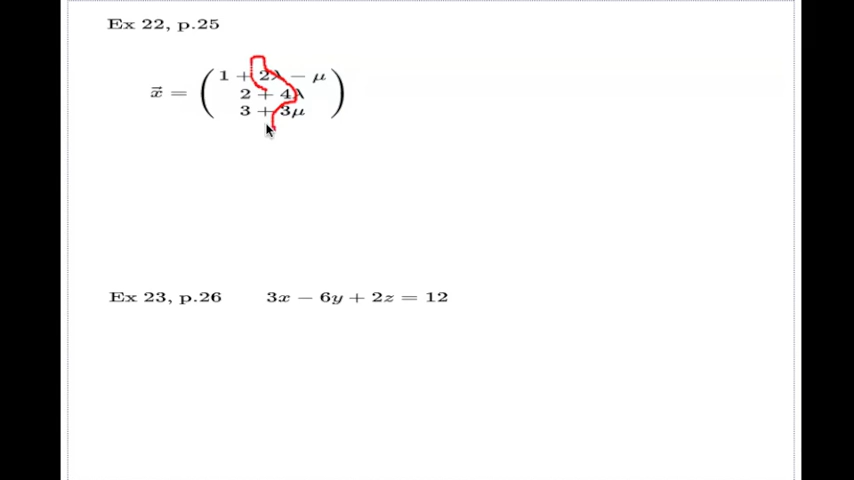 Ex 22, p.25
1 + 2λ − μ
x⃗ = ( 2 + 4λ )
3 + 3μ
Ex 23, p.26 3x − 6y + 2z = 12